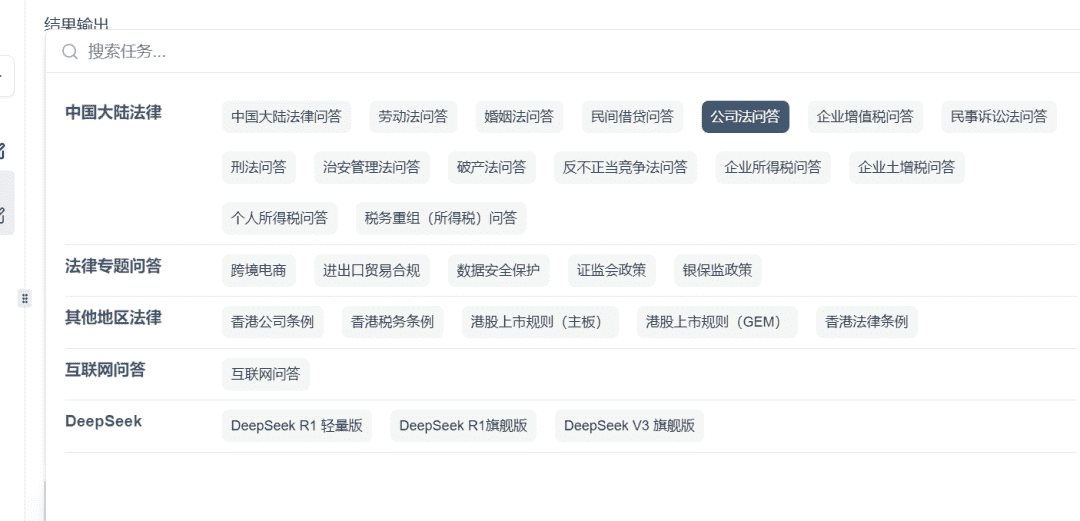 结果输出
搜索任务...
中国大陆法律 中国大陆法律问答 劳动法问答 婚姻法问答 民间借贷问答 公司法问答 企业增值税问答 民事诉讼法问答
刑法问答 治安管理法问答 破产法问答 反不正当竞争法问答 企业所得税问答 企业土增税问答
个人所得税问答 税务重组（所得税）问答
法律专题问答 跨境电商 进出口贸易合规 数据安全保护 证监会政策 银保监政策
其他地区法律 香港公司条例 香港税务条例 港股上市规则（主板） 港股上市规则（GEM） 香港法律条例
互联网问答 互联网问答
DeepSeek DeepSeek R1 轻量版 DeepSeek R1旗舰版 DeepSeek V3 旗舰版